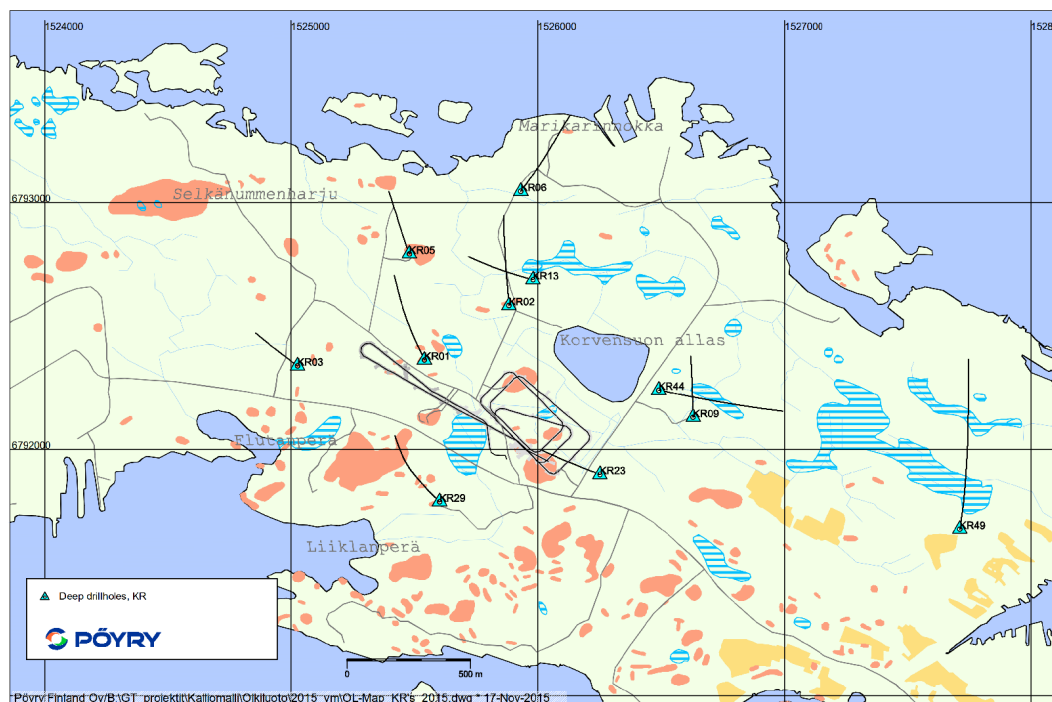 1524000
1525000
1526000
1527000
1528
Marikarinnokka
KR06
Selkänummenharju
6793000
KR05
KR13
KR02
Korvensuon allas
KR01
KR03
KR44
KR09
Flutanperä
6792000
KR23
KR29
KR49
Liiklanperä
Deep drillholes, KR
PÖYRY
500 m
Pöyry Finland Oy/B:\GT_projektit\Kalliomalli\Olkiluoto\2015_vm\OL-Map_KR's_2015.dwg * 17-Nov-2015